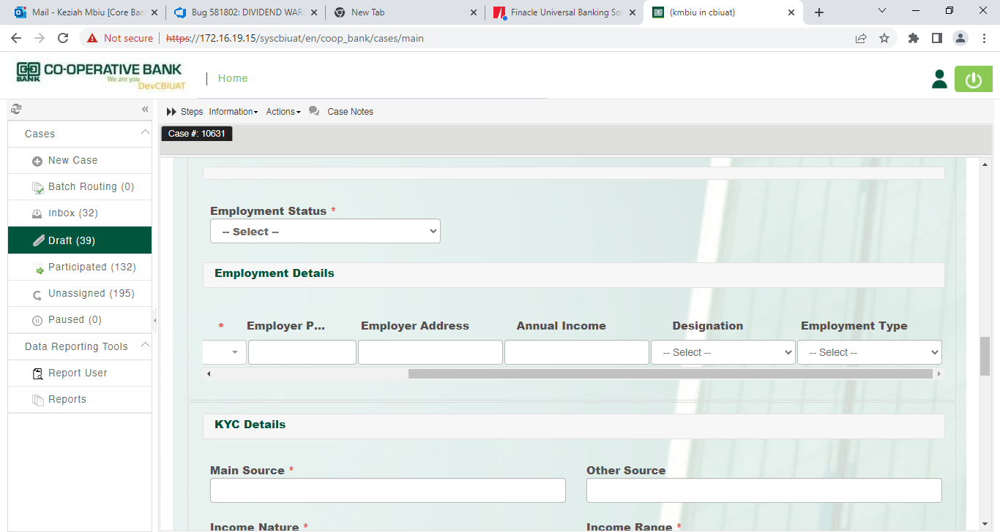 Mail - Keziah Mbiu [Core Ban
Bug 581802: DIVIDEND WAR
New Tab
Finacle Universal Banking So
(kmbiu in cbiuat)
Not secure
https://172.16.19.15/syscbiuat/en/coop_bank/cases/main
BANK
CO-OPERATIVE BANK
We are you
DevCBIUAT
Home
Steps Information Actions Case Notes
Case #: 10631
Cases
New Case
Batch Routing (0)
Inbox (32)
Draft (39)
Participated (132)
Unassigned (195)
Paused (0)
Data Reporting Tools
Report User
Reports
Employment Status *
-- Select --
Employment Details
* Employer P... Employer Address Annual Income Designation Employment Type
-- Select -- -- Select --
KYC Details
Main Source * Other Source
Income Nature * Income Range *